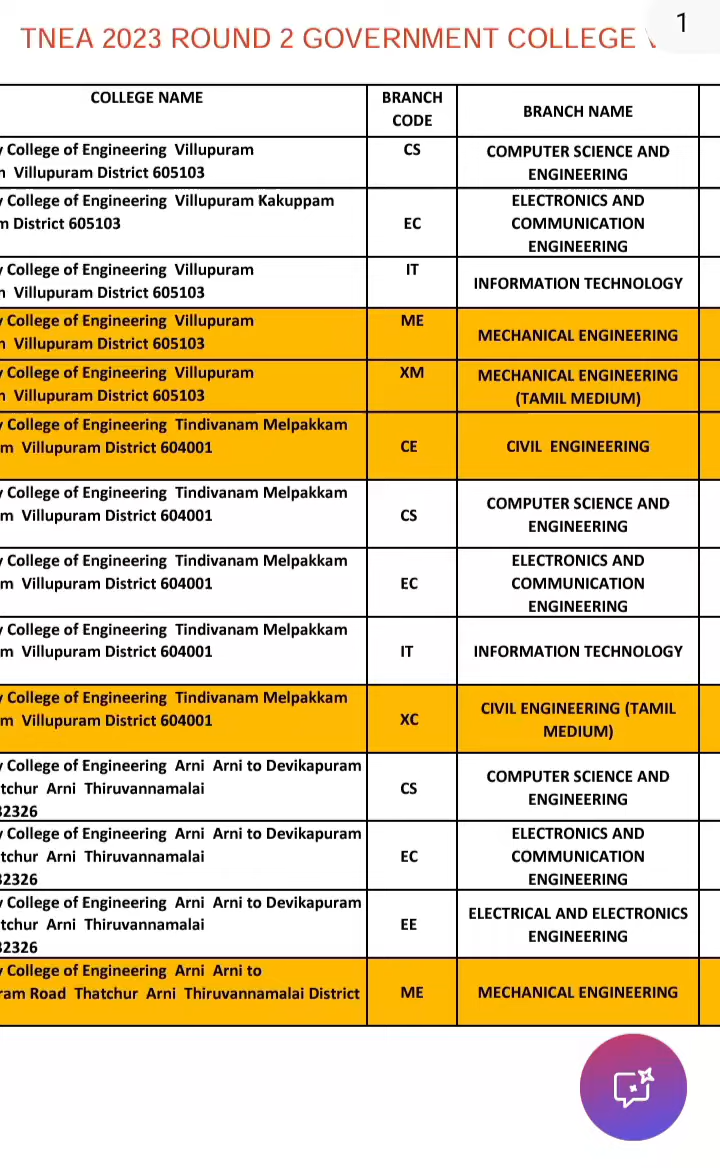 1
TNEA 2023 ROUND 2 GOVERNMENT COLLEGE
COLLEGE NAME
BRANCH
CODE
BRANCH NAME
College of Engineering Villupuram
Villupuram District 605103
CS
COMPUTER SCIENCE AND
ENGINEERING
College of Engineering Villupuram Kakuppam
District 605103
EC
ELECTRONICS AND
COMMUNICATION
ENGINEERING
College of Engineering Villupuram
Villupuram District 605103
IT
INFORMATION TECHNOLOGY
College of Engineering Villupuram
Villupuram District 605103
ME
MECHANICAL ENGINEERING
College of Engineering Villupuram
Villupuram District 605103
XM
MECHANICAL ENGINEERING
(TAMIL MEDIUM)
College of Engineering Tindivanam Melpakkam
Villupuram District 604001
CE
CIVIL ENGINEERING
College of Engineering Tindivanam Melpakkam
Villupuram District 604001
CS
COMPUTER SCIENCE AND
ENGINEERING
College of Engineering Tindivanam Melpakkam
Villupuram District 604001
EC
ELECTRONICS AND
COMMUNICATION
ENGINEERING
College of Engineering Tindivanam Melpakkam
Villupuram District 604001
IT
INFORMATION TECHNOLOGY
College of Engineering Tindivanam Melpakkam
Villupuram District 604001
XC
CIVIL ENGINEERING (TAMIL
MEDIUM)
College of Engineering Arni Arni to Devikapuram
tchur Arni Thiruvannamalai
2326
CS
COMPUTER SCIENCE AND
ENGINEERING
College of Engineering Arni Arni to Devikapuram
tchur Arni Thiruvannamalai
2326
EC
ELECTRONICS AND
COMMUNICATION
ENGINEERING
College of Engineering Arni Arni to Devikapuram
tchur Arni Thiruvannamalai
2326
EE
ELECTRICAL AND ELECTRONICS
ENGINEERING
College of Engineering Arni Arni to
ram Road Thatchur Arni Thiruvannamalai District
ME
MECHANICAL ENGINEERING